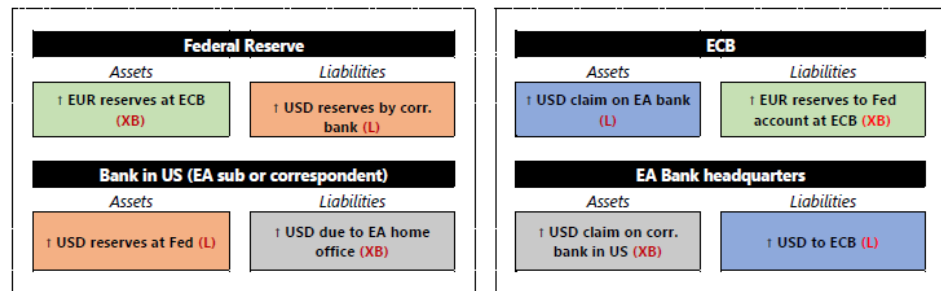 Federal Reserve
Assets
Liabilities
↑ EUR reserves at ECB
(XB)
↑ USD reserves by corr.
bank (L)
Bank in US (EA sub or correspondent)
Assets
Liabilities
↑ USD reserves at Fed (L)
↑ USD due to EA home
office (XB)
ECB
Assets
Liabilities
↑ USD claim on EA bank
(L)
↑ EUR reserves to Fed
account at ECB (XB)
EA Bank headquarters
Assets
Liabilities
↑ USD claim on corr.
bank in US (XB)
↑ USD to ECB (L)